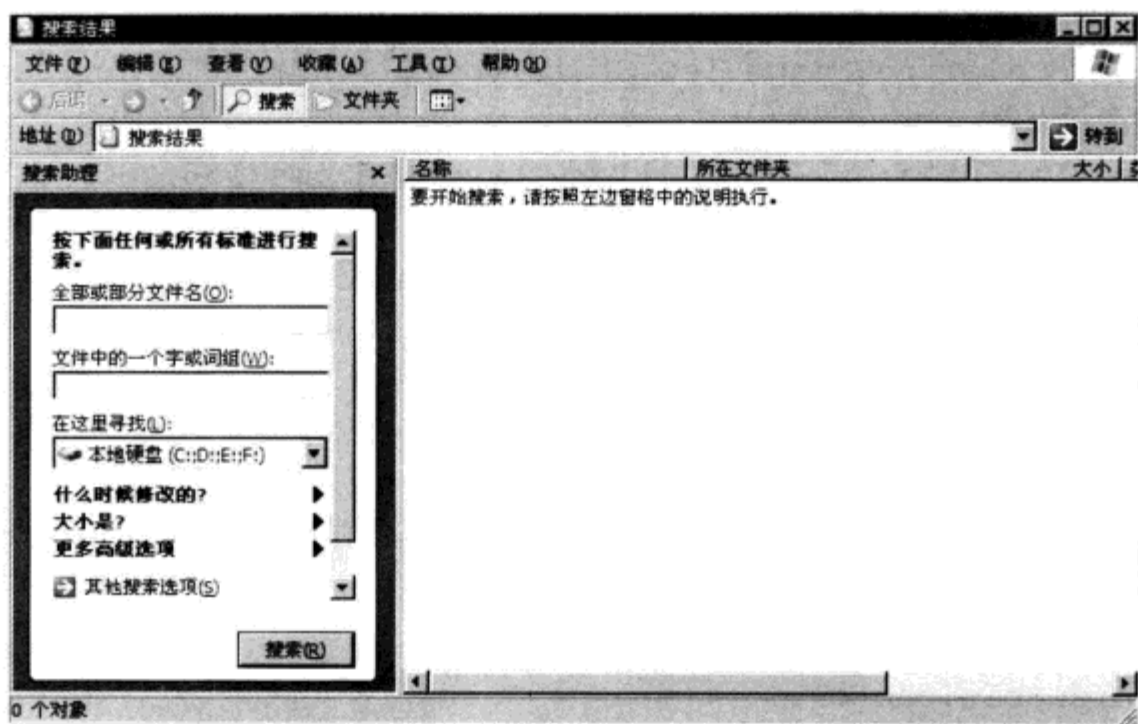 搜索结果
文件(F) 编辑(E) 查看(V) 收藏(A) 工具(T) 帮助(H)
后退 搜索 文件夹
地址(D) 搜索结果 转到
搜索助理
名称 所在文件夹 大小
要开始搜索，请按照左边窗格中的说明执行。
按下面任何或所有标准进行搜
索。
全部或部分文件名(O):
文件中的一个字或词组(W):
在这里寻找(L):
本地硬盘 (C:;D:;E:;F:)
什么时候修改的?
大小是?
更多高级选项
其他搜索选项(S)
搜索(R)
0 个对象